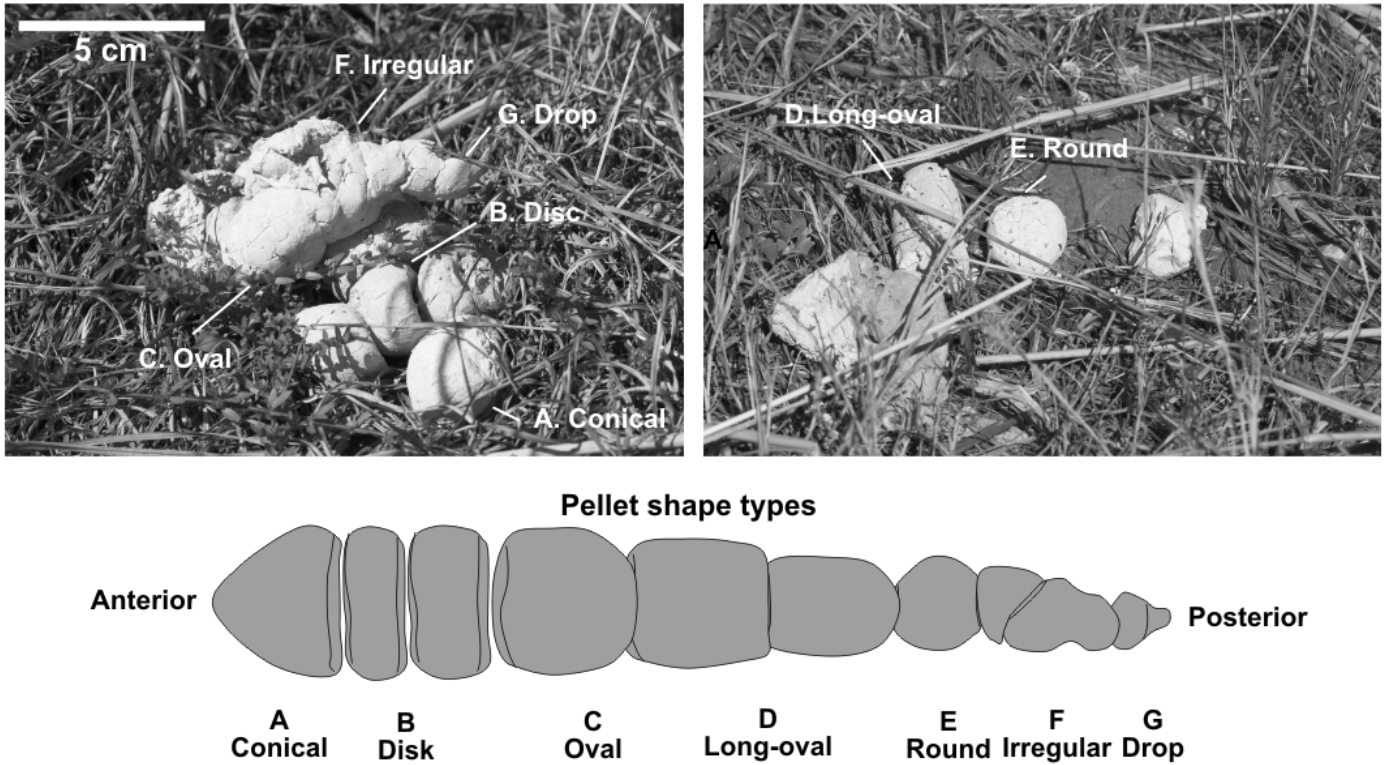 5 cm
F. Irregular
G. Drop
B. Disc
C. Oval
A. Conical
D.Long-oval
E. Round
A
Pellet shape types
Anterior
Posterior
A B C D E F G
Conical Disk Oval Long-oval Round Irregular Drop